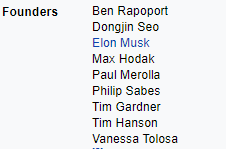 Founders
Ben Rapoport
Dongjin Seo
Elon Musk
Max Hodak
Paul Merolla
Philip Sabes
Tim Gardner
Tim Hanson
Vanessa Tolosa